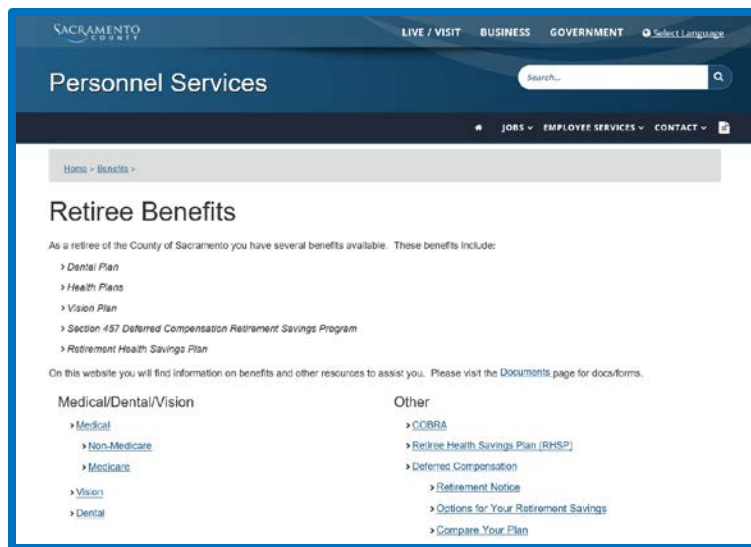 SACRAMENTO
COUNTY
LIVE / VISIT BUSINESS GOVERNMENT Select Language
Personnel Services
Search...
JOBS EMPLOYEE SERVICES CONTACT
Home > Benefits >
Retiree Benefits
As a retiree of the County of Sacramento you have several benefits available. These benefits include:
› Dental Plan
› Health Plans
› Vision Plan
› Section 457 Deferred Compensation Retirement Savings Program
› Retirement Health Savings Plan
On this website you will find information on benefits and other resources to assist you. Please visit the Documents page for docs/forms.
Medical/Dental/Vision
› Medical
› Non-Medicare
› Medicare
› Vision
› Dental
Other
› COBRA
› Retiree Health Savings Plan (RHSP)
› Deferred Compensation
› Retirement Notice
› Options for Your Retirement Savings
› Compare Your Plan